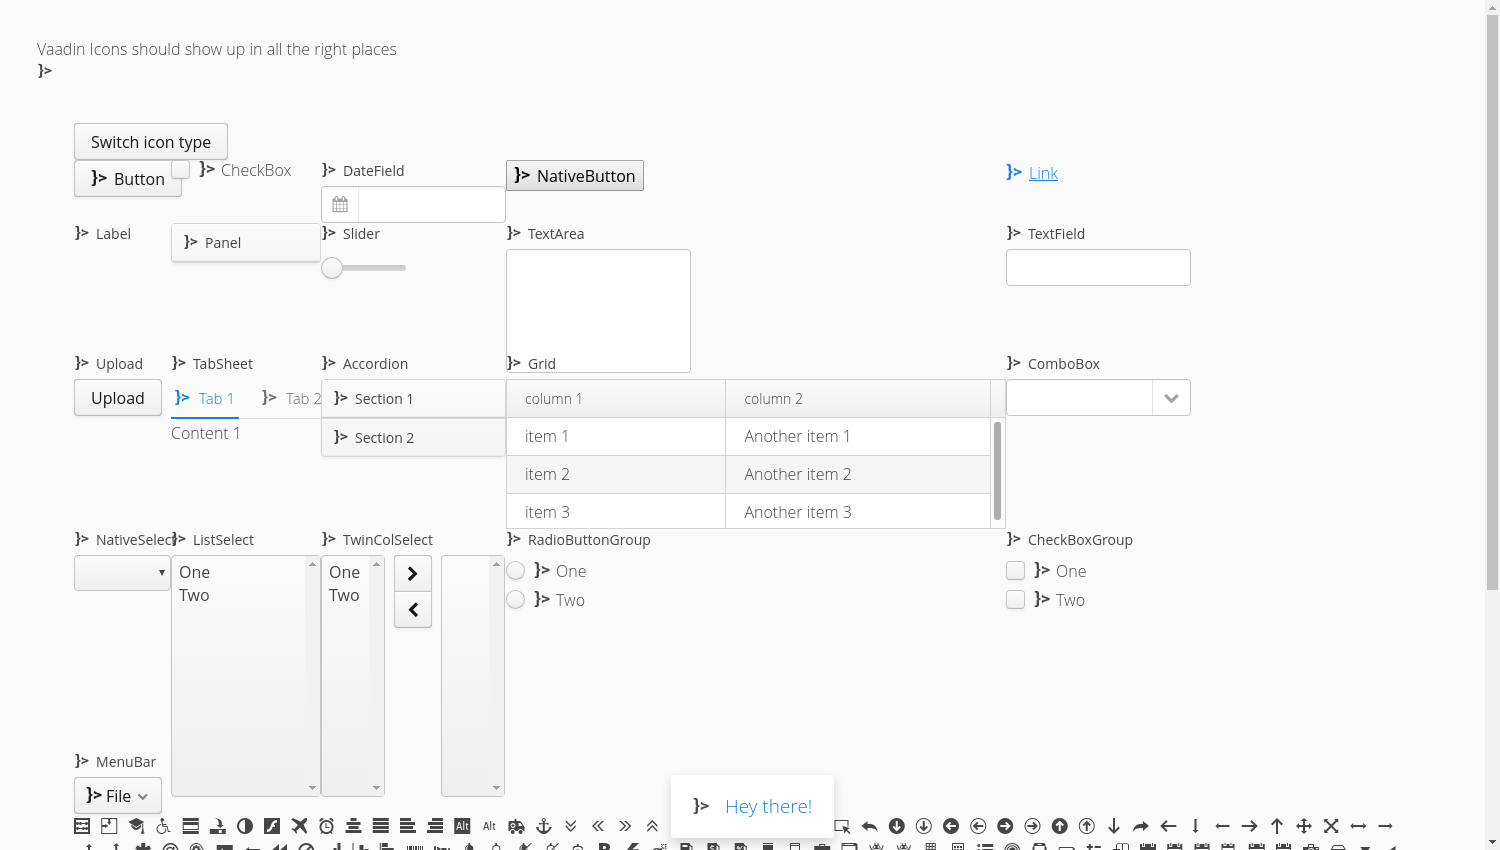 Vaadin Icons should show up in all the right places
Switch icon type
Button
CheckBox
DateField
NativeButton
Link
Label
Panel
Slider
TextArea
TextField
Upload
TabSheet
Accordion
Grid
ComboBox
Upload
Tab 1
Tab 2
Section 1
column 1
column 2
Content 1
Section 2
item 1
Another item 1
item 2
Another item 2
item 3
Another item 3
NativeSelect
ListSelect
TwinColSelect
RadioButtonGroup
CheckBoxGroup
One
Two
One
Two
One
Two
One
Two
MenuBar
File
Hey there!
Alt
Alt